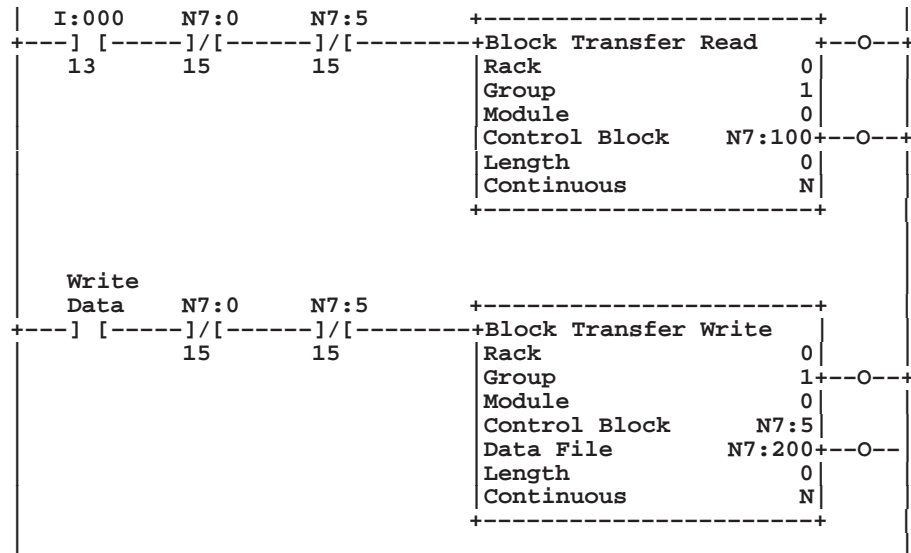 |   I:000     N7:0      N7:5        +------------------------+      |
+---] [-----]/[------]/[--------+Block Transfer Read    +--O--+
|    13       15        15          |Rack                   0|      |
|                                   |Group                  1|      |
|                                   |Module                 0|      |
|                                   |Control Block     N7:100+--O--+
|                                   |Length                 0|      |
|                                   |Continuous             N|      |
|                                   +------------------------+      |
|                                                                   |
|   Write                                                           |
|   Data      N7:0      N7:5        +------------------------+      |
+---] [-----]/[------]/[--------+Block Transfer Write   |      |
|             15        15          |Rack                   0|      |
|                                   |Group                  1+--O--+
|                                   |Module                 0|      |
|                                   |Control Block       N7:5|      |
|                                   |Data File         N7:200+--O--|
|                                   |Length                 0|      |
|                                   |Continuous             N|      |
|                                   +------------------------+      |
|                                                                   |